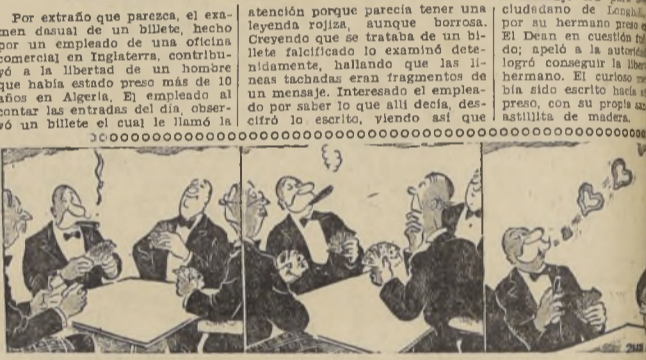 Por extraño que parezca, el exa-
men dasual de un billete, hecho
por un empleado de una oficina
comercial en Inglaterra, contribu-
yó a la libertad de un hombre
que había estado preso más de 10
años en Algeria. El empleado al
contar las entradas del día, obser-
vó un billete el cual le llamó la
atención porque parecía tener una
leyenda rojiza, aunque borrosa.
Creyendo que se trataba de un bi-
llete falcificado lo examinó dete-
nidamente, hallando que las lí-
neas tachadas eran fragmentos de
un mensaje. Interesado el emplea-
do por saber lo que allí decía, des-
cifró lo escrito, viendo así que
ciudadano de
por su hermano preso
El Dean en cuestión
do; apeló a la
logró conseguir la
hermano. El curioso
bía sido escrito hacía
preso, con su propia
astillita de madera.